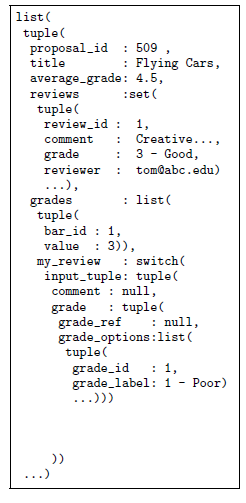 list(
tuple(
proposal_id : 509 ,
title : Flying Cars,
average_grade: 4.5,
reviews :set(
tuple(
review_id : 1,
comment : Creative...,
grade : 3 - Good,
reviewer : tom@abc.edu)
...),
grades : list(
tuple(
bar_id : 1,
value : 3)),
my_review : switch(
input_tuple: tuple(
comment : null,
grade : tuple(
grade_ref : null,
grade_options:list(
tuple(
grade_id : 1,
grade_label: 1 - Poor)
...)))
))
...)